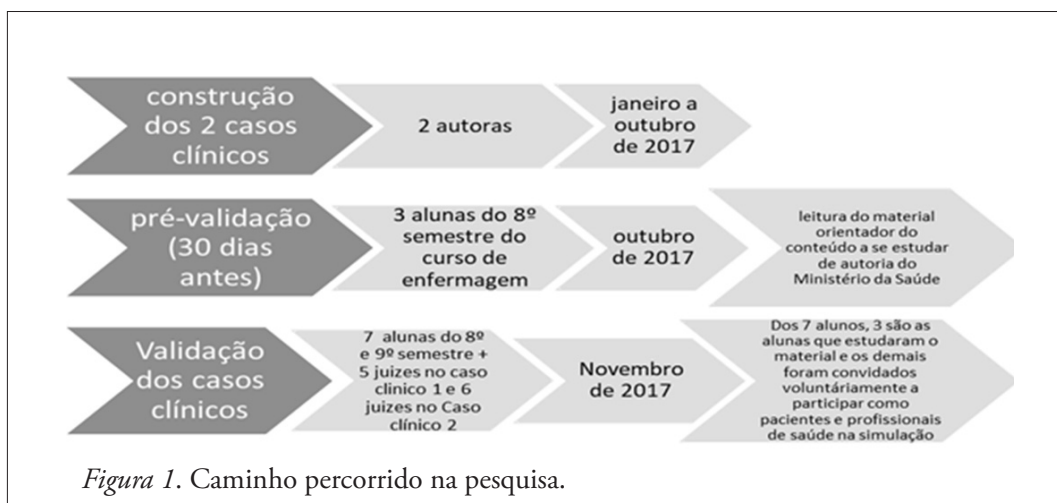 construção
dos 2 casos
clínicos
2 autoras
janeiro a
outubro
de 2017
pré-validação
(30 dias
antes)
3 alunas do 8º
semestre do
curso de
enfermagem
outubro
de 2017
leitura do material
orientador do
conteúdo a se estudar
de autoria do
Ministério da Saúde
Validação
dos casos
clínicos
7 alunas do 8º
e 9º semestre +
5 juizes no caso
clinico 1 e 6
juizes no Caso
clínico 2
Novembro
de 2017
Dos 7 alunos, 3 são as
alunas que estudaram o
material e os demais
foram convidados
voluntáriamente a
participar como
pacientes e profissionais
de saúde na simulação
Figura 1. Caminho percorrido na pesquisa.